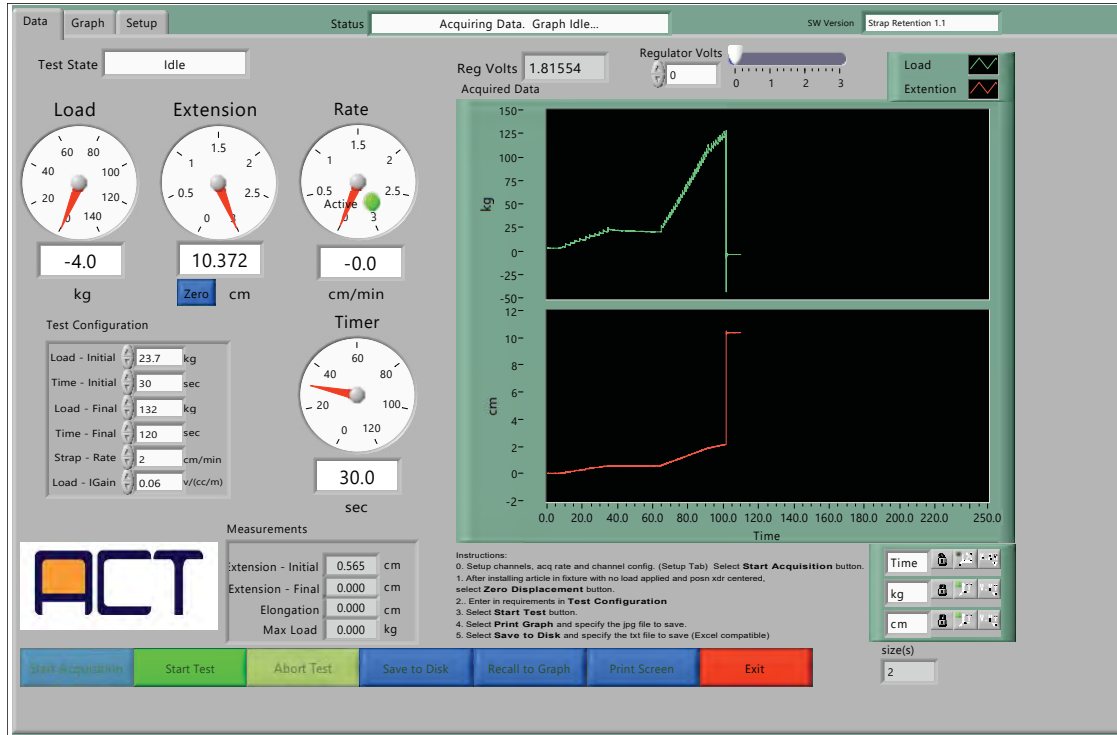 Data Graph Setup Status Acquiring Data. Graph Idle... SW Version Strap Retention 1.1
Test State Idle
Reg Volts 1.81554
Regulator Volts
0
0 1 2 3
Load
Extention
Acquired Data
Load Extension Rate
0 20 40 60 80 100 120 140
0 0.5 1 1.5 2 2.5 3
0 0.5 1 1.5 2 2.5 3
Active
-4.0 10.372 -0.0
kg Zero cm cm/min
150
125
100
75
50
25
0
-25
-50
kg
12
10
8
6
4
2
0
-2
cm
0.0 20.0 40.0 60.0 80.0 100.0 120.0 140.0 160.0 180.0 200.0 220.0 250.0
Time
Test Configuration
Load - Initial 23.7 kg
Time - Initial 30 sec
Load - Final 132 kg
Time - Final 120 sec
Strap - Rate 2 cm/min
Load - IGain 0.06 v/(cc/m)
Timer
0 20 40 60 80 100 120
30.0
sec
ACT
Measurements
Extension - Initial 0.565 cm
Extension - Final 0.000 cm
Elongation 0.000 cm
Max Load 0.000 kg
Instructions:
0. Setup channels, acq rate and channel config. (Setup Tab) Select Start Acquisition button.
1. After installing article in fixture with no load applied and posn xdr centered,
select Zero Displacement button.
2.. Enter in requirements in Test Configuration
3. Select Start Test button.
4. Select Print Graph and specify the jpg file to save.
5. Select Save to Disk and specify the txt file to save (Excel compatible)
Time
kg
cm
size(s)
2
Start Acquisition Start Test Abort Test Save to Disk Recall to Graph Print Screen Exit